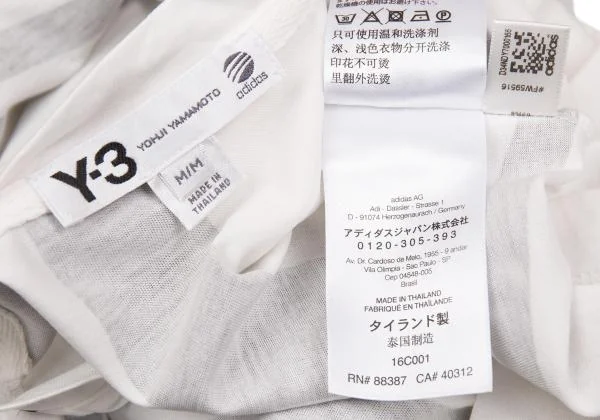 Y-3
YOHJI YAMAMOTO
adidas
M/M
MADE IN
THAILAND
只可使用温和洗涤剂
深、浅色衣物分开洗涤
印花不可烫
里翻外洗烫
adidas
#FW59516
adidas AG
Adi - Dassler - Strasse 1
D - 91074 Herzogenaurach / Germany
アディダスジャパン株式会社
0120-305-393
Av. Dr. Cardoso de Melo, 1955 - 9 andar
Vila Olimpia - Sao Paulo - SP
Cep 04548-005
Brasil
MADE IN THAILAND
FABRIQUÉ EN THAÏLANDE
タイランド製
泰国制造
16C001
RN# 88387 CA# 40312